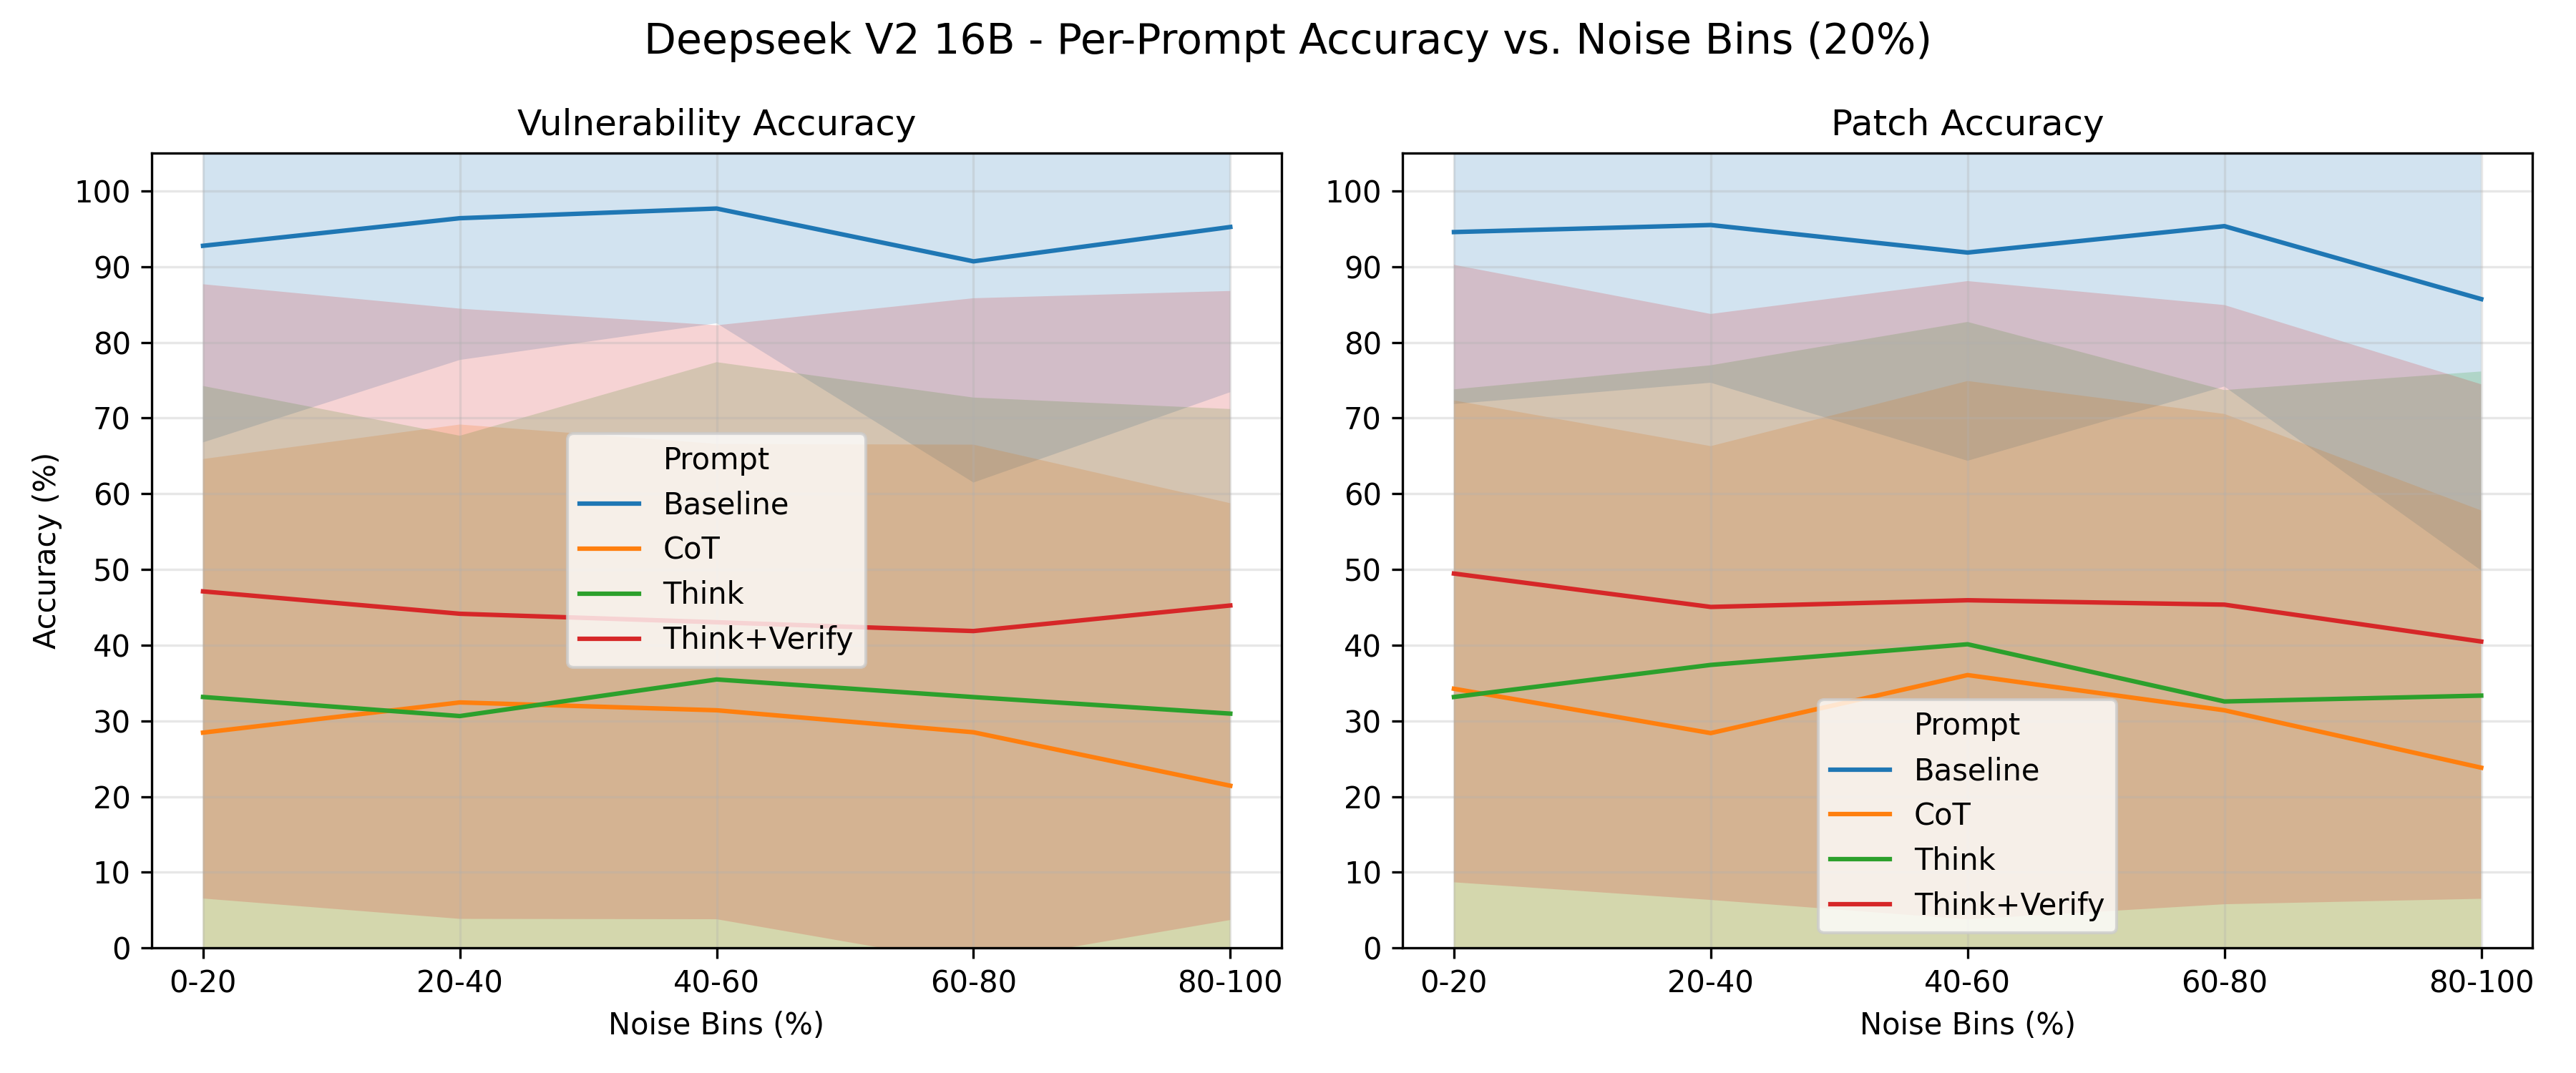 Deepseek V2 16B - Per-Prompt Accuracy vs. Noise Bins (20%)
Vulnerability Accuracy
Accuracy (%)
100
90
80
70
60
50
40
30
20
10
0
0-20 20-40 40-60 60-80 80-100
Noise Bins (%)
Prompt
Baseline
CoT
Think
Think+Verify
Patch Accuracy
100
90
80
70
60
50
40
30
20
10
0
0-20 20-40 40-60 60-80 80-100
Noise Bins (%)
Prompt
Baseline
CoT
Think
Think+Verify